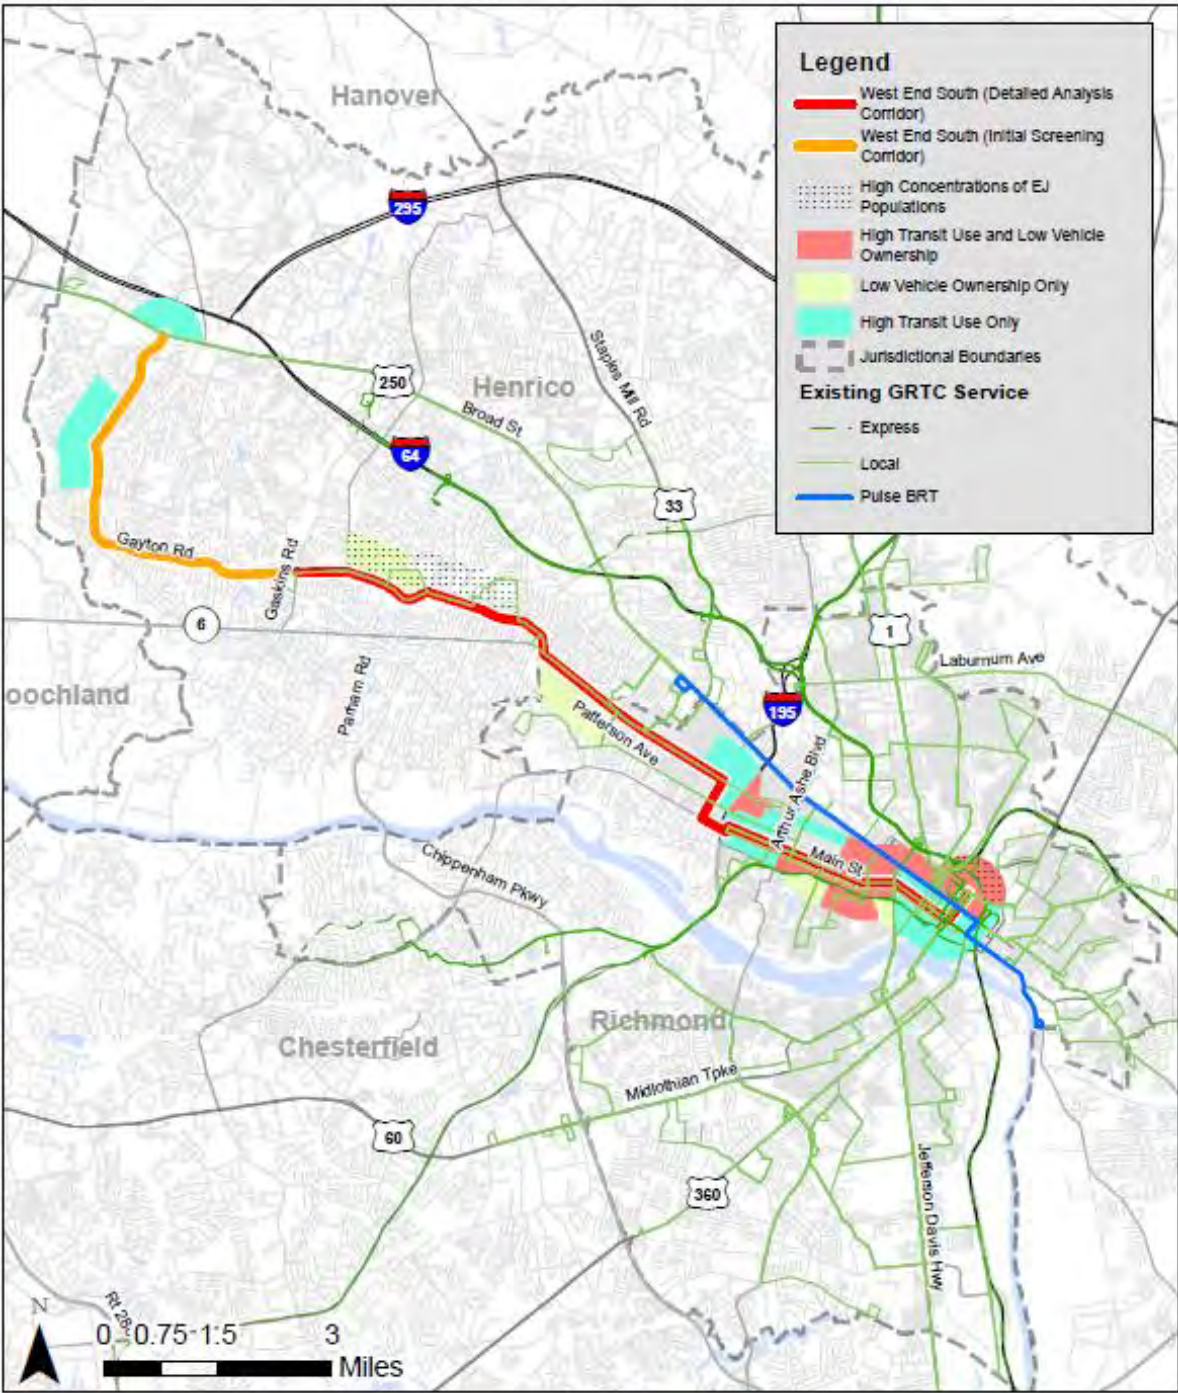 Legend
West End South (Detailed Analysis
Corridor)
West End South (Initial Screening
Corridor)
High Concentrations of EJ
Populations
High Transit Use and Low Vehicle
Ownership
Low Vehicle Ownership Only
High Transit Use Only
Jurisdictional Boundaries
Existing GRTC Service
Express
Local
Pulse BRT
Hanover
295
Staples Mill Rd
250
Henrico
Broad St
64
33
Gayton Rd
Gaskins Rd
6
1
Laburnum Ave
oochland
Parham Rd
195
Patterson Ave
Arthur Ashe Blvd
Main St
Chippenham Pkwy
Richmond
Chesterfield
Midlothian Tpke
60
Jefferson Davis Hwy
360
Rt 28
N
0 0.75 1.5 3
Miles